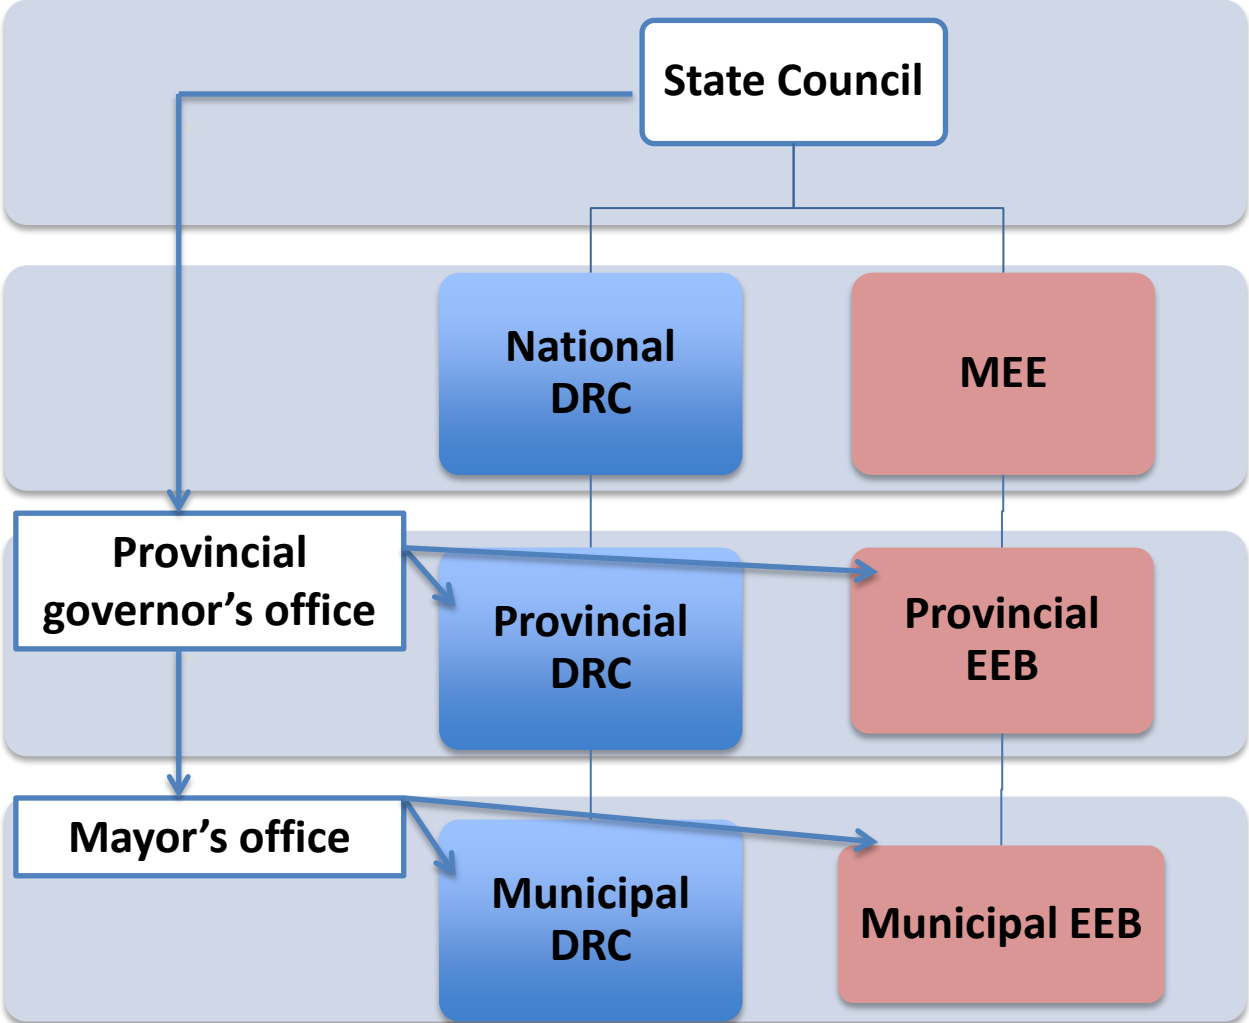 State Council
National
DRC
MEE
Provincial
governor’s office
Provincial
DRC
Provincial
EEB
Mayor’s office
Municipal
DRC
Municipal EEB